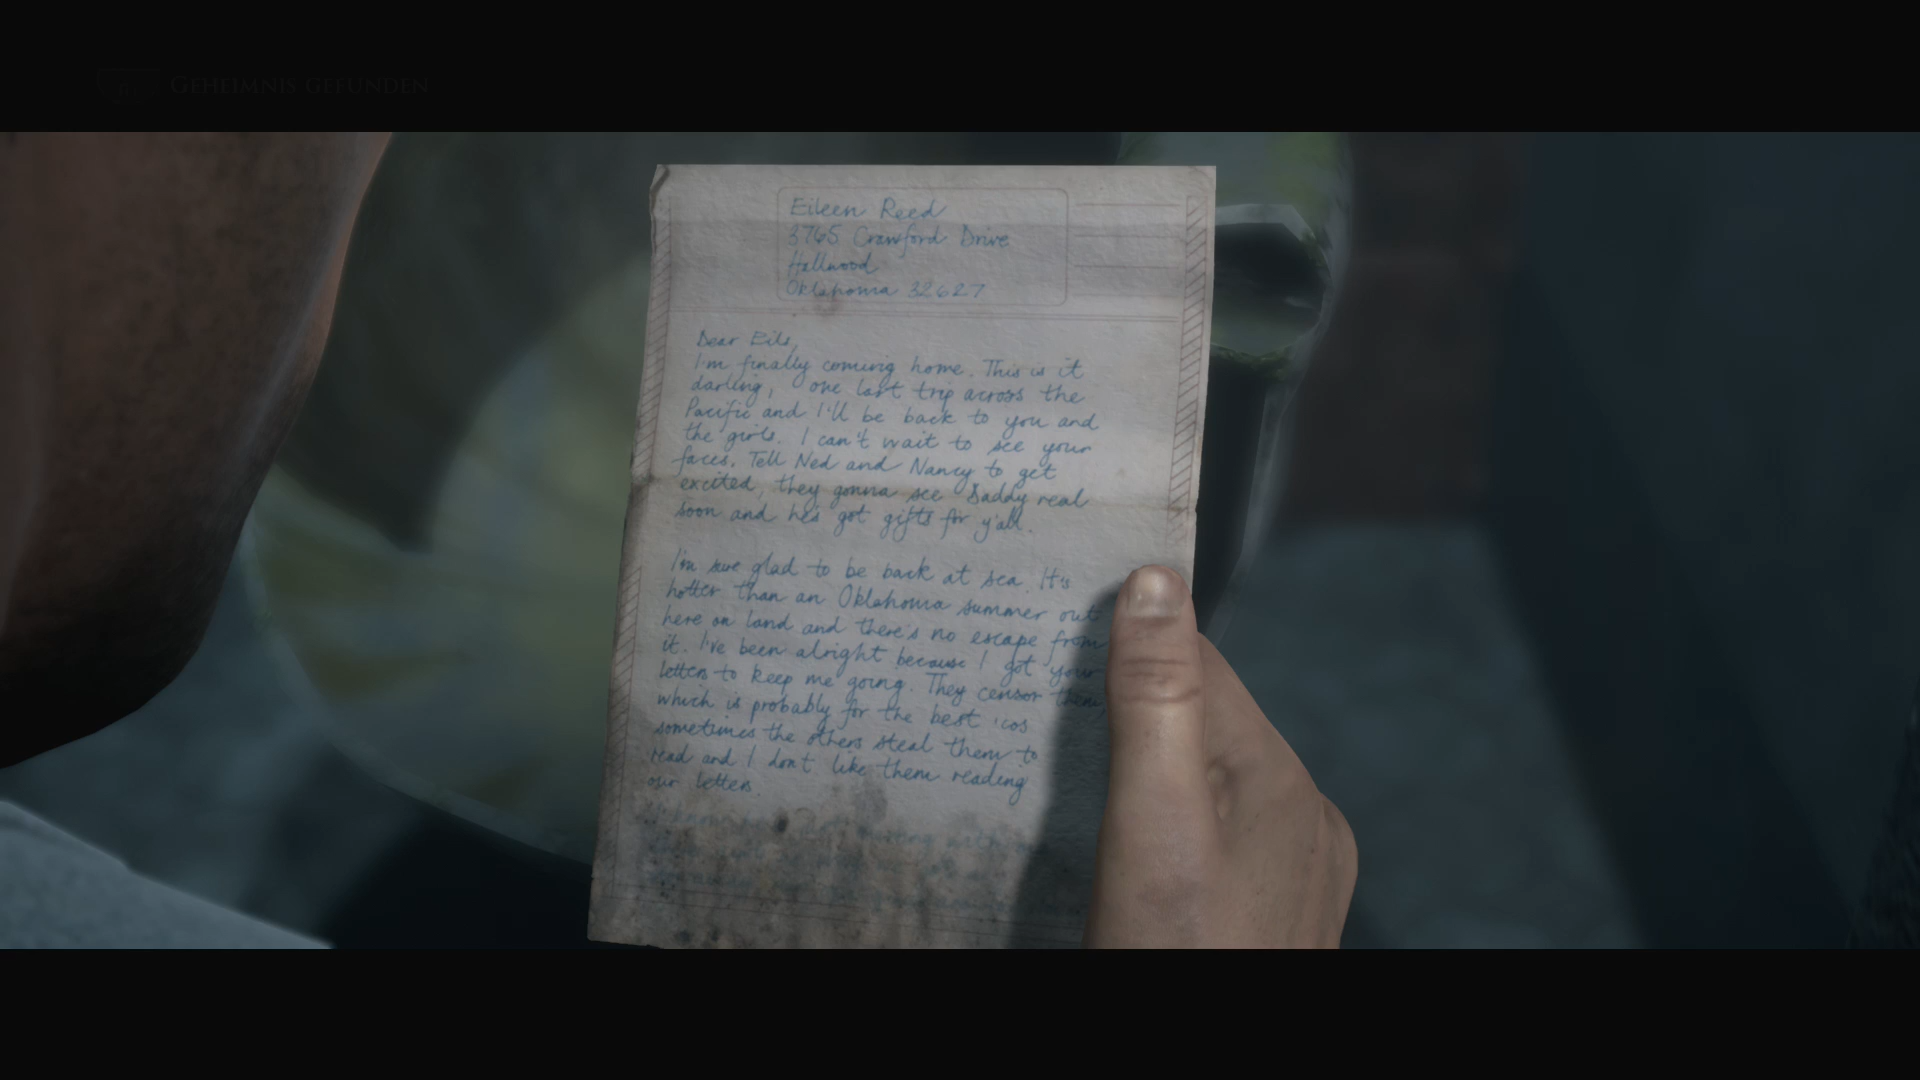 GEHEIMNIS GEFUNDEN
Eileen Reed
3765 Crawford Drive
Hallwood
Oklahoma 32627
Dear Eils,
I'm finally coming home. This is it
darling, one last trip across the
Pacific and I'll be back to you and
the girls. I can't wait to see your
faces. Tell Ned and Nancy to get
excited, they gonna see Daddy real
soon and he's got gifts for y'all.
I'm sure glad to be back at sea. It's
hotter than an Oklahoma summer out
here on land and there's no escape from
it. I've been alright because I got your
letters to keep me going. They censor them,
which is probably for the best 'cos
sometimes the others steal them to
read and I don't like them reading
our letters.
know